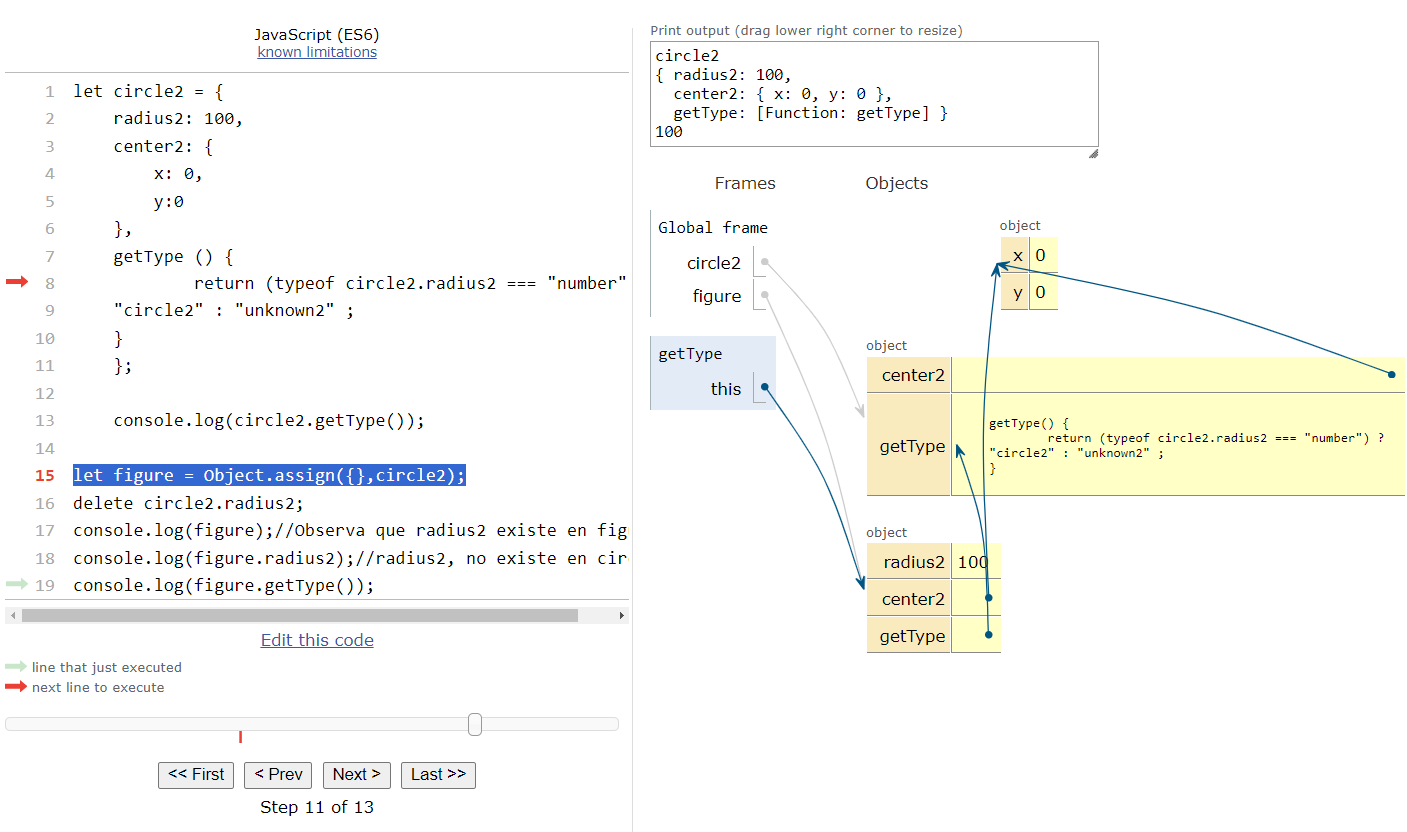 JavaScript (ES6)
known limitations
1 let circle2 = {
2 radius2: 100,
3 center2: {
4 x: 0,
5 y:0
6 },
7 getType () {
8 return (typeof circle2.radius2 === "number"
9 "circle2" : "unknown2" ;
10 }
11 };
12
13 console.log(circle2.getType());
14
15 let figure = Object.assign({},circle2);
16 delete circle2.radius2;
17 console.log(figure);//Observa que radius2 existe en fig
18 console.log(figure.radius2);//radius2, no existe en cir
19 console.log(figure.getType());
Edit this code
line that just executed
next line to execute
<< First < Prev Next > Last >>
Step 11 of 13
Print output (drag lower right corner to resize)
circle2
{ radius2: 100,
center2: { x: 0, y: 0 },
getType: [Function: getType] }
100
Frames Objects
Global frame
circle2
figure
getType
this
object
x 0
y 0
object
center2
getType
getType() {
return (typeof circle2.radius2 === "number") ?
"circle2" : "unknown2" ;
}
object
radius2 100
center2
getType